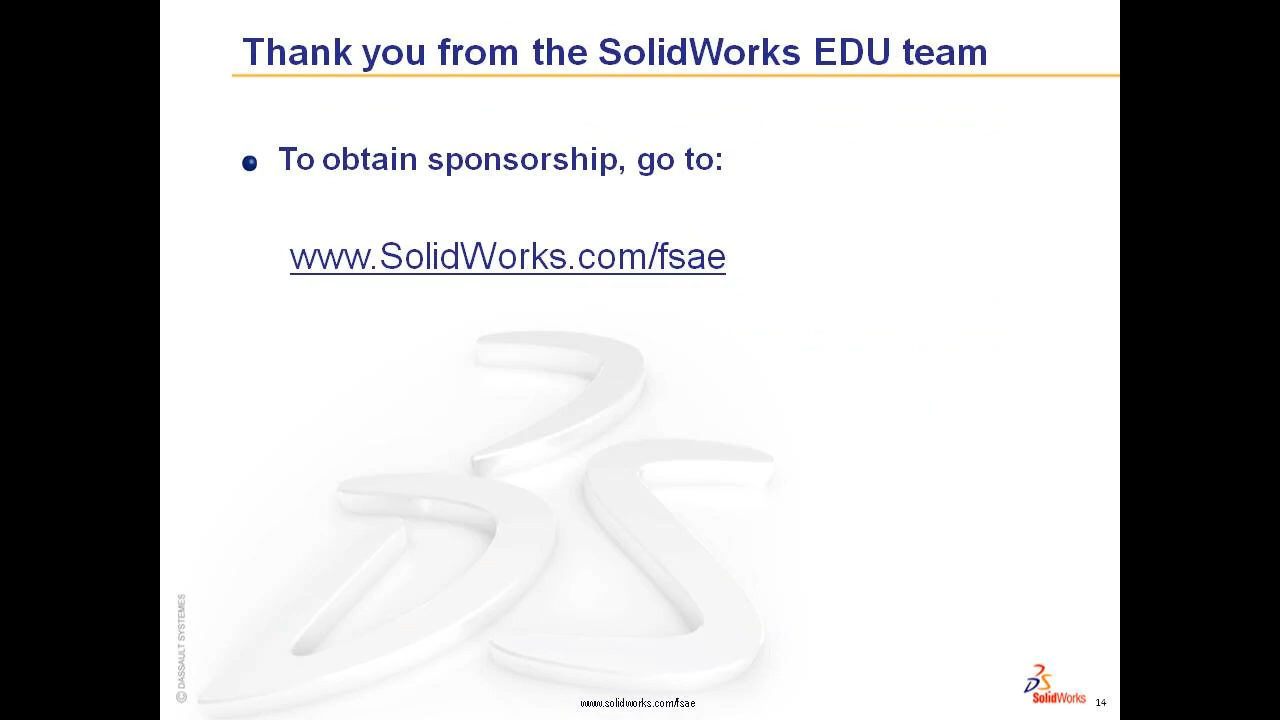 Thank you from the SolidWorks EDU team
To obtain sponsorship, go to:
www.SolidWorks.com/fsae
© DASSAULT SYSTEMES
www.solidworks.com/fsae
SolidWorks
14